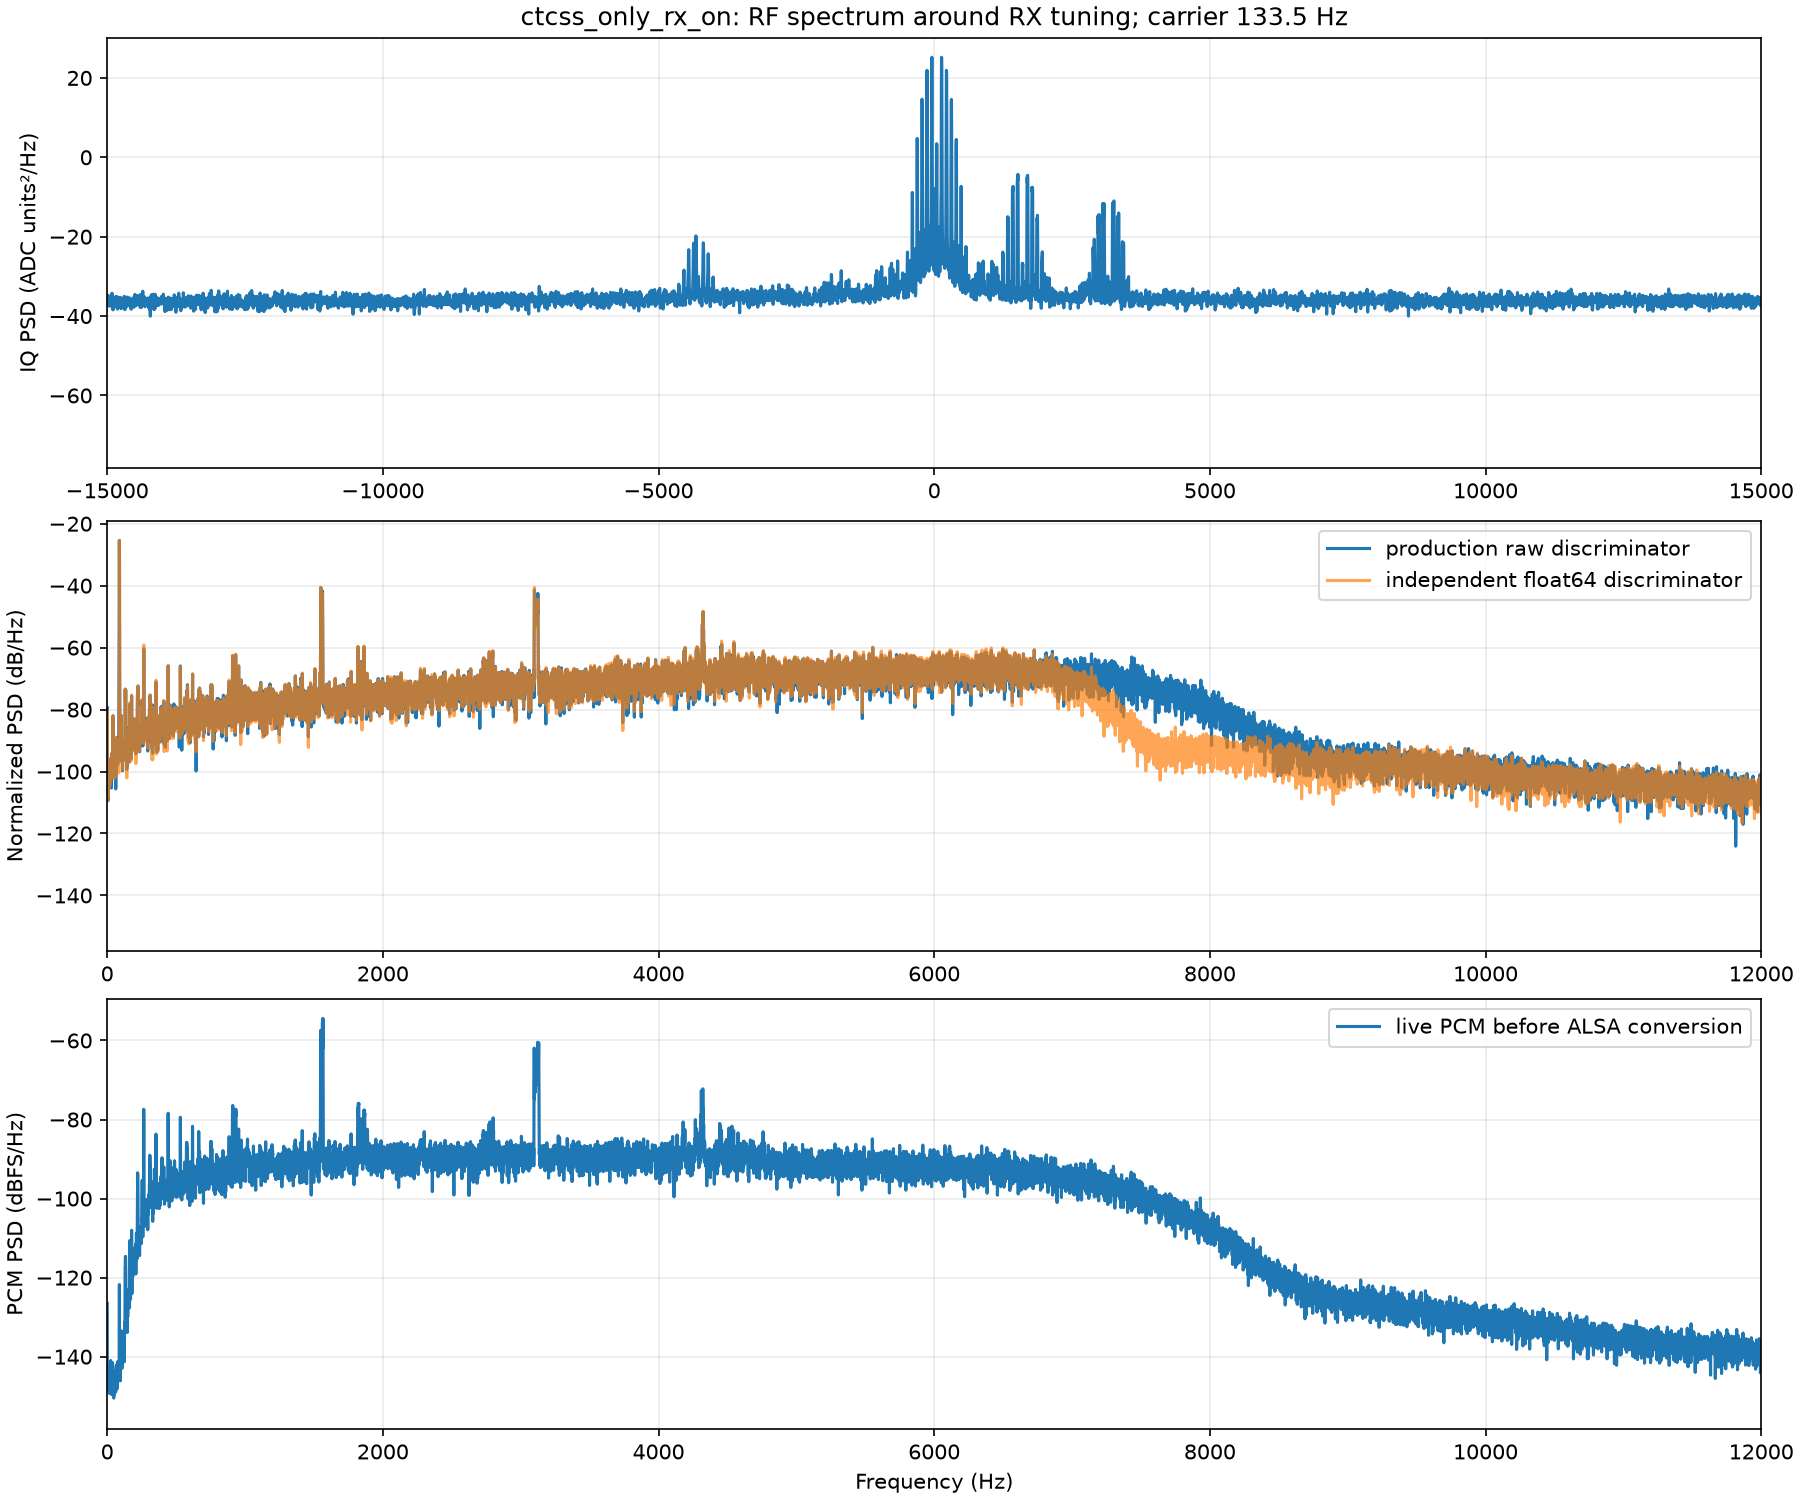 ctcss_only_rx_on: RF spectrum around RX tuning; carrier 133.5 Hz
IQ PSD (ADC units²/Hz)
20
0
−20
−40
−60
−15000 −10000 −5000 0 5000 10000 15000
Normalized PSD (dB/Hz)
−20
−40
−60
−80
−100
−120
−140
production raw discriminator
independent float64 discriminator
0 2000 4000 6000 8000 10000 12000
PCM PSD (dBFS/Hz)
−60
−80
−100
−120
−140
live PCM before ALSA conversion
0 2000 4000 6000 8000 10000 12000
Frequency (Hz)